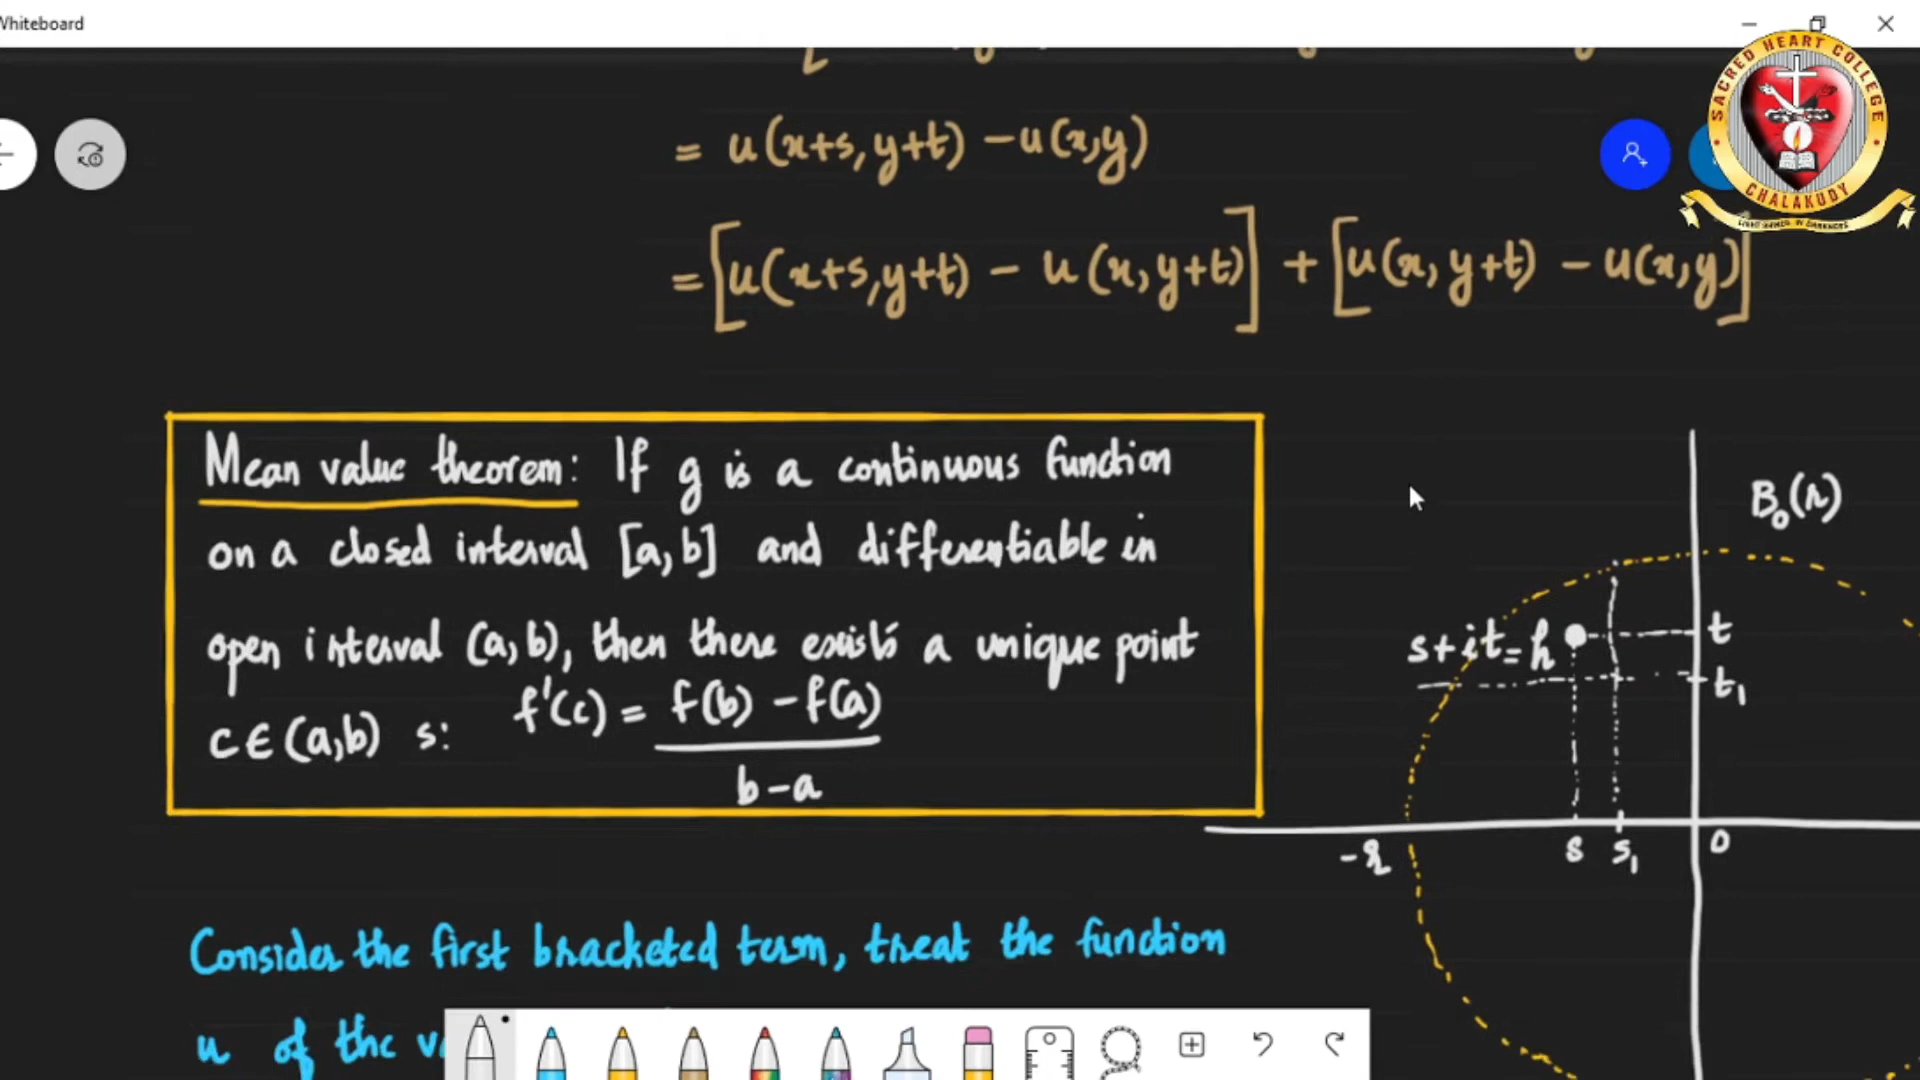 Whiteboard
SACRED HEART COLLEGE
CHALAKUDY
= u(x+s, y+t) - u(x,y)
= [u(x+s, y+t) - u(x, y+t)] + [u(x, y+t) - u(x,y)]
Mean value theorem: If g is a continuous function
on a closed interval [a, b] and differentiable in
open interval (a, b), then there exists a unique point
c∈(a,b) s: f'(c) = f(b) - f(a)
b-a
B₀(r)
s+it=h
t
t₁
-r
s
s₁
0
Consider the first bracketed term, treat the function
u of the